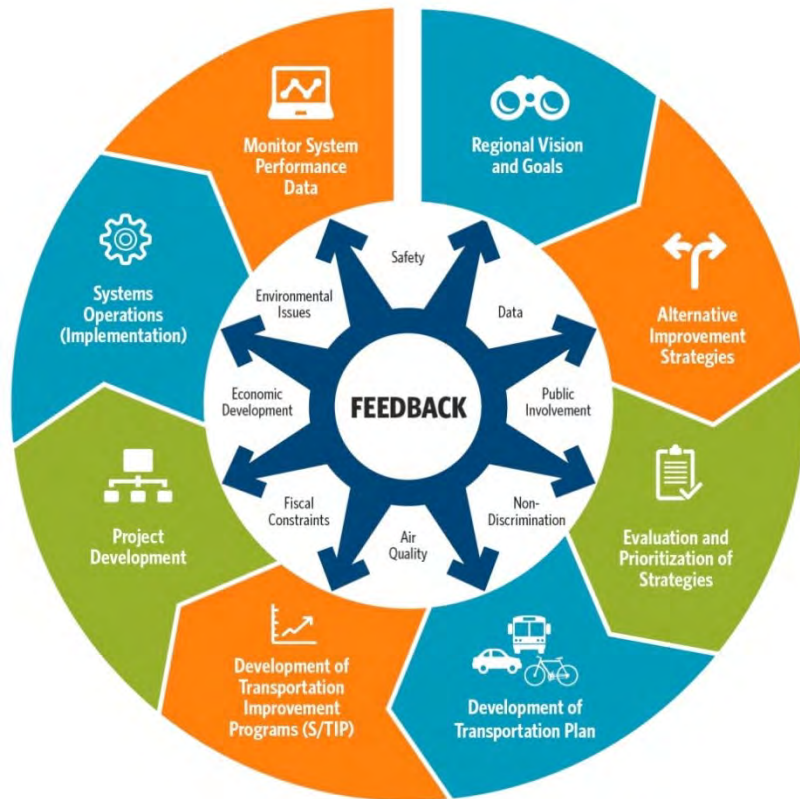 Regional Vision
and Goals
Alternative
Improvement
Strategies
Evaluation and
Prioritization of
Strategies
Development of
Transportation Plan
Development of
Transportation
Improvement
Programs (S/TIP)
Project
Development
Systems
Operations
(Implementation)
Monitor System
Performance
Data
Safety
Data
Public
Involvement
Non-
Discrimination
Air
Quality
Fiscal
Constraints
Economic
Development
Environmental
Issues
FEEDBACK